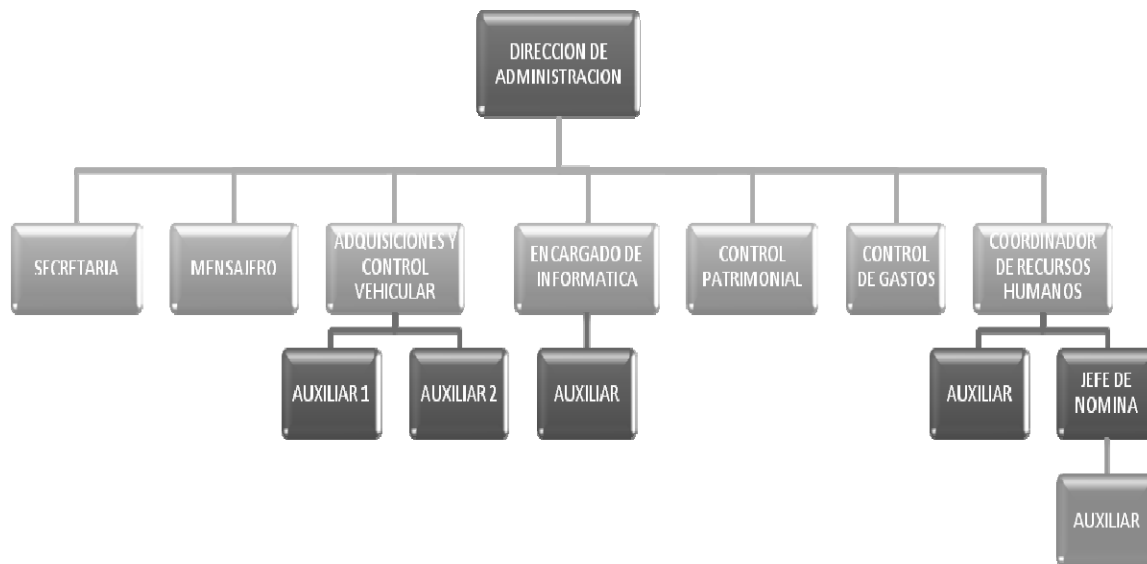 DIRECCION DE
ADMINISTRACION
SECRETARIA
MENSAJERO
ADQUISICIONES Y
CONTROL
VEHICULAR
ENCARGADO DE
INFORMATICA
CONTROL
PATRIMONIAL
CONTROL
DE GASTOS
COORDINADOR
DE RECURSOS
HUMANOS
AUXILIAR 1
AUXILIAR 2
AUXILIAR
AUXILIAR
JEFE DE
NOMINA
AUXILIAR